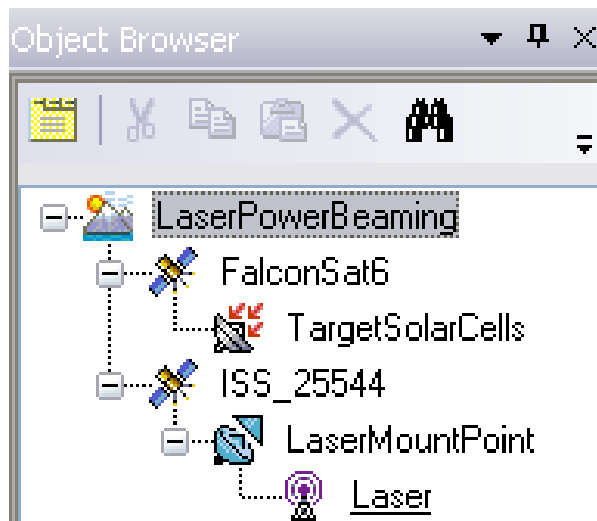 Object Browser
LaserPowerBeaming
FalconSat6
TargetSolarCells
ISS_25544
LaserMountPoint
Laser